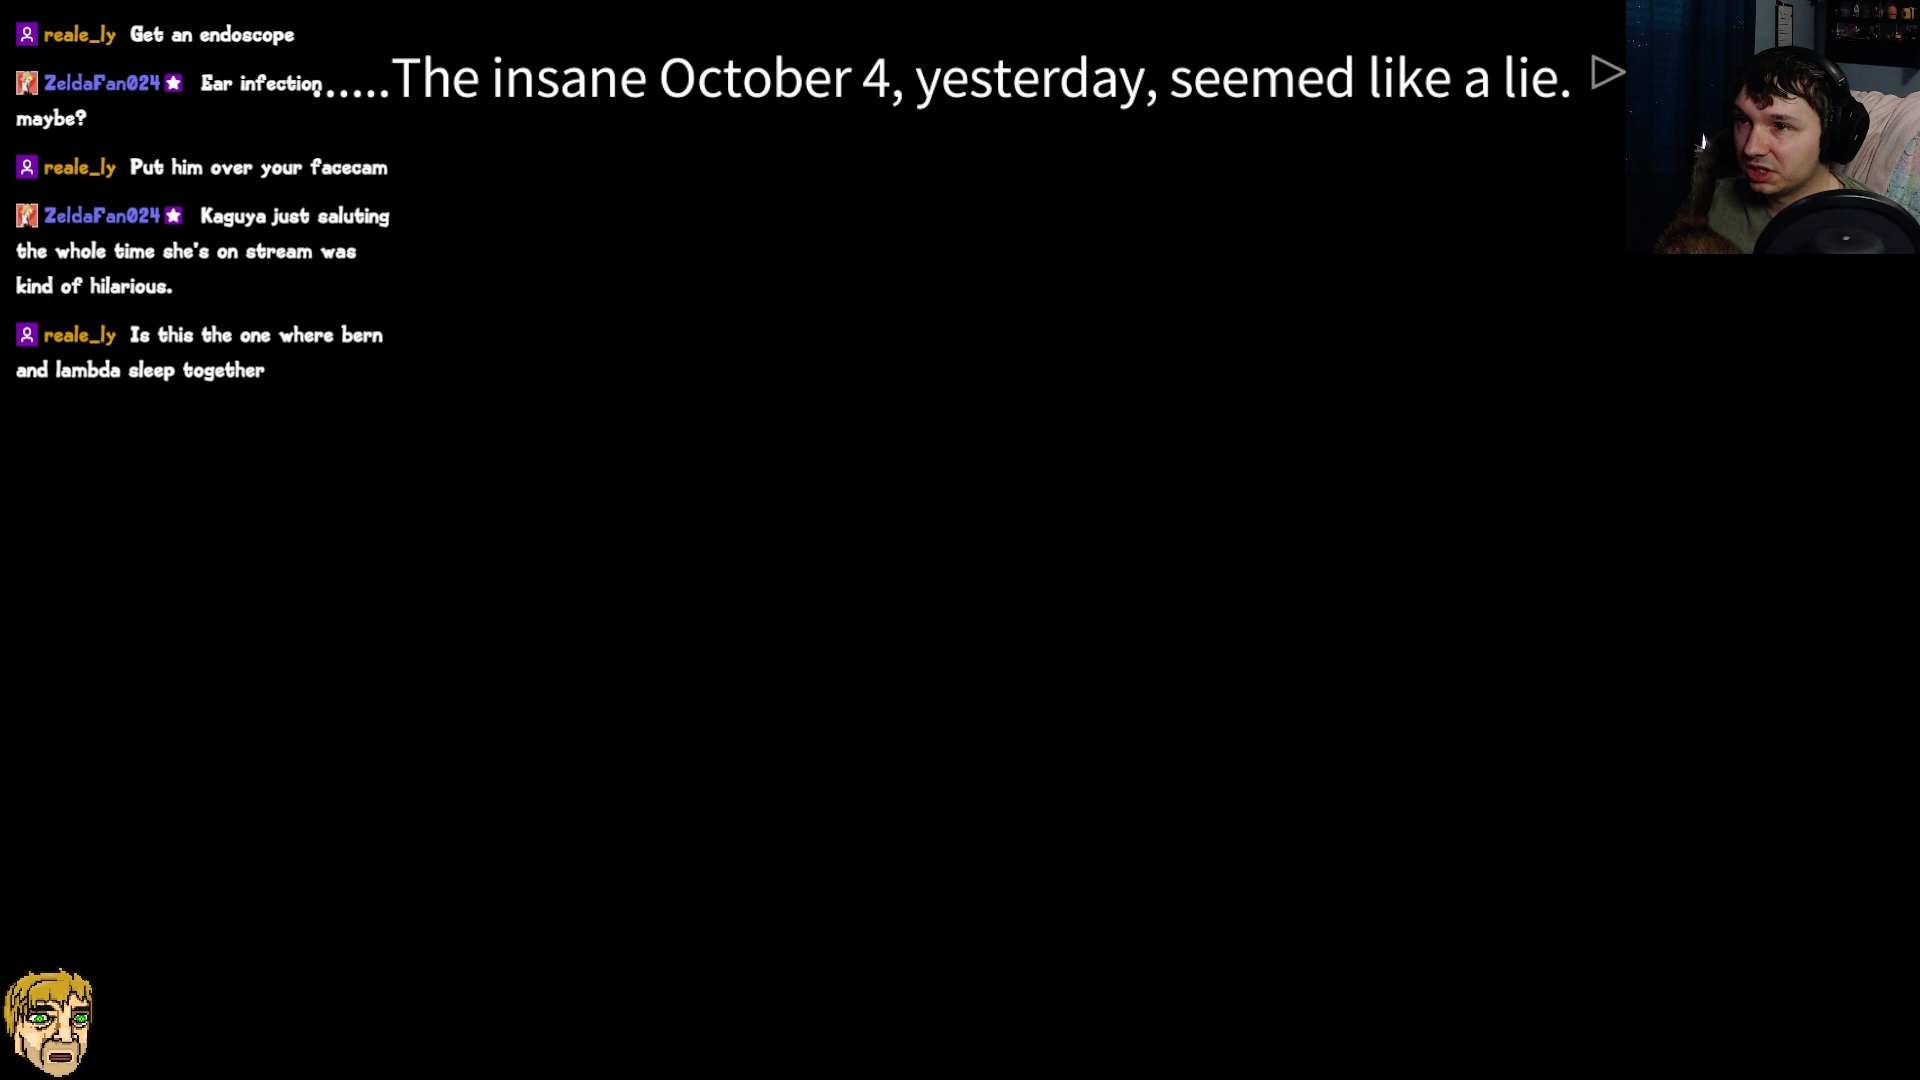 reale_ly Get an endoscope
ZeldaFan024 Ear infection
maybe?
......The insane October 4, yesterday, seemed like a lie.
reale_ly Put him over your facecam
ZeldaFan024 Kaguya just saluting
the whole time she's on stream was
kind of hilarious.
reale_ly Is this the one where bern
and lambda sleep together